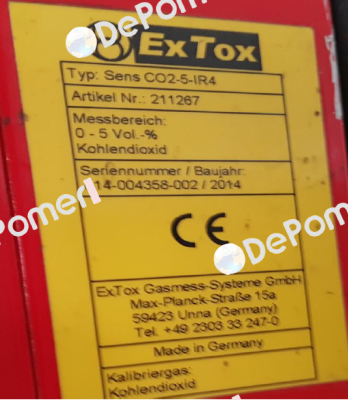 DePomerl
ExTox
Typ: Sens CO2-5-IR4
Artikel Nr.: 211267
Messbereich:
0 - 5 Vol.-%
Kohlendioxid
Seriennummer / Baujahr:
14-004358-002 / 2014
DePomerl
CE
DePomerl
ExTox Gasmess-Systeme GmbH
Max-Planck-Straße 15a
59423 Unna (Germany)
Tel. +49 2303 33 247-0
Made in Germany
Kalibriergas:
Kohlendioxid